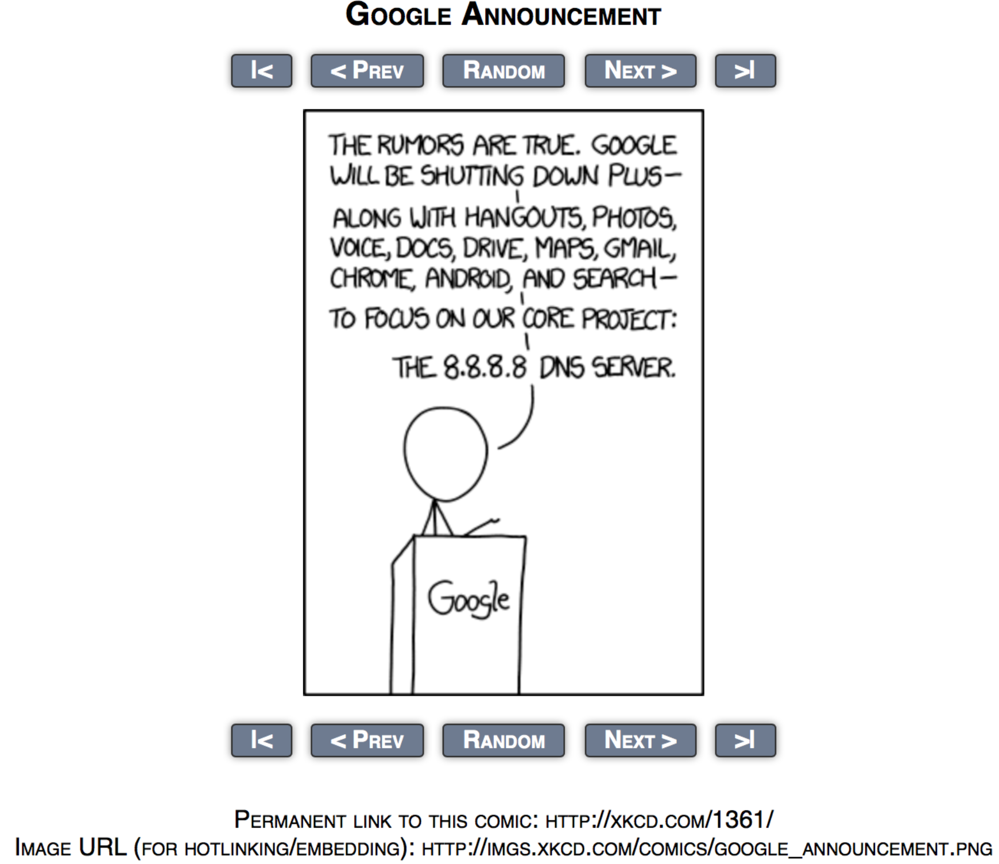 GOOGLE ANNOUNCEMENT
|< < PREV RANDOM NEXT > >|
THE RUMORS ARE TRUE. GOOGLE
WILL BE SHUTTING DOWN PLUS—
ALONG WITH HANGOUTS, PHOTOS,
VOICE, DOCS, DRIVE, MAPS, GMAIL,
CHROME, ANDROID, AND SEARCH—
TO FOCUS ON OUR CORE PROJECT:
THE 8.8.8.8 DNS SERVER.
Google
|< < PREV RANDOM NEXT > >|
PERMANENT LINK TO THIS COMIC: HTTP://XKCD.COM/1361/
IMAGE URL (FOR HOTLINKING/EMBEDDING): HTTP://IMGS.XKCD.COM/COMICS/GOOGLE_ANNOUNCEMENT.PNG